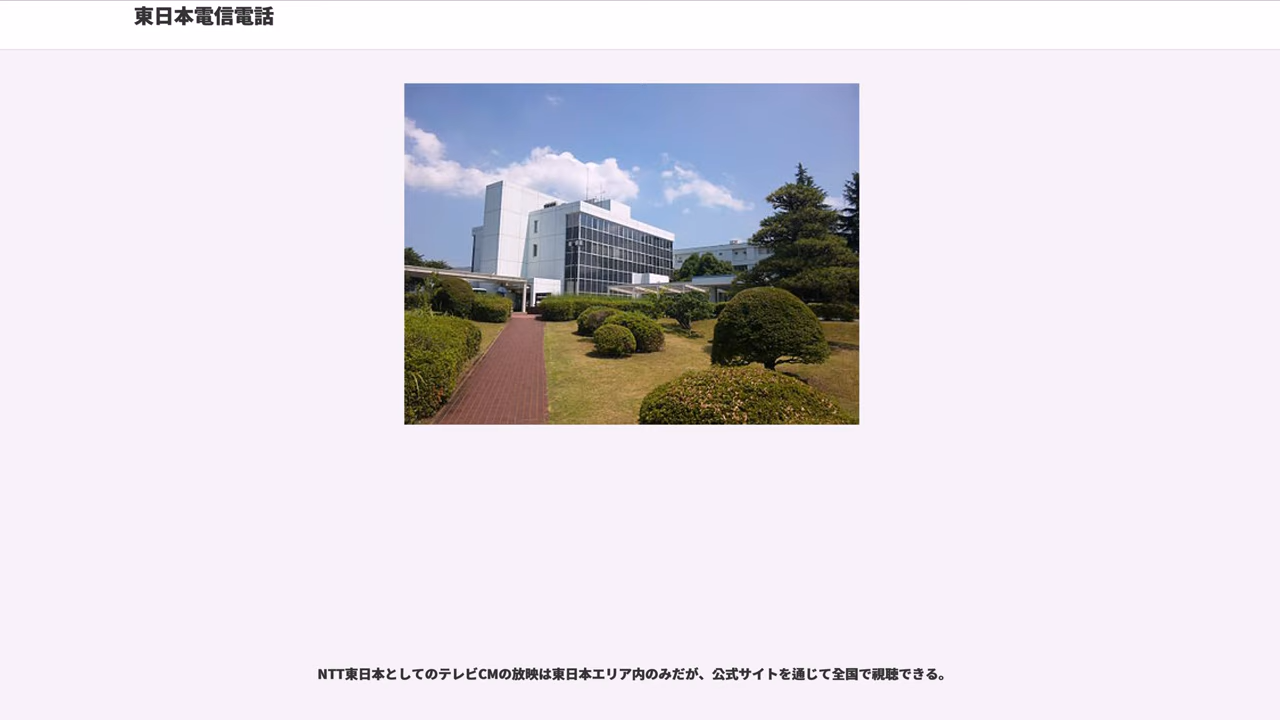 東日本電信電話
NTT東日本としてのテレビCMの放映は東日本エリア内のみだが、公式サイトを通じて全国で視聴できる。